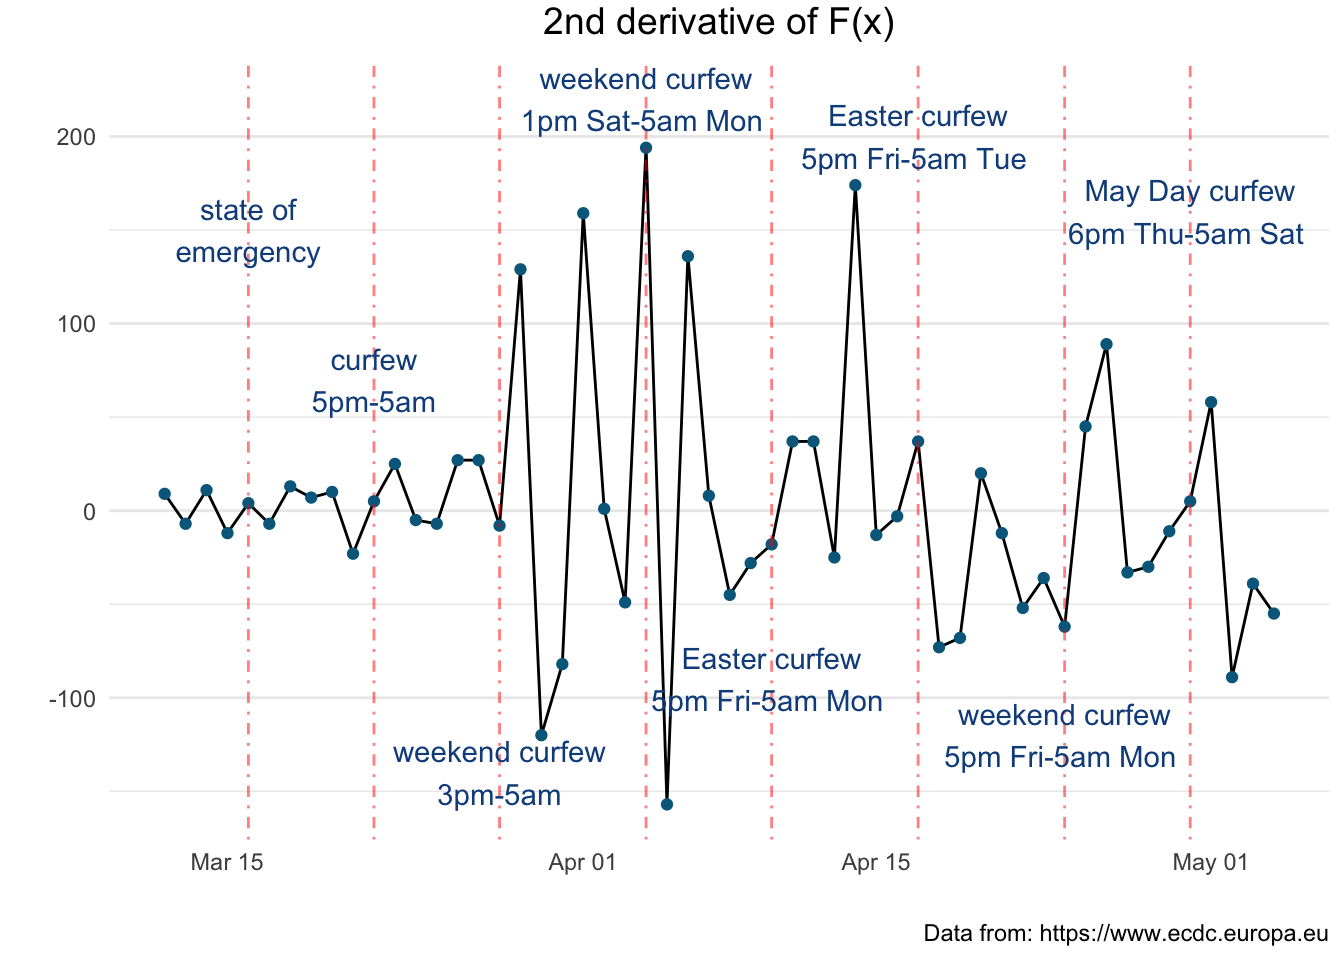 2nd derivative of F(x)
weekend curfew
1pm Sat-5am Mon
Easter curfew
5pm Fri-5am Tue
May Day curfew
6pm Thu-5am Sat
state of
emergency
curfew
5pm-5am
Easter curfew
5pm Fri-5am Mon
weekend curfew
5pm Fri-5am Mon
weekend curfew
3pm-5am
200
100
0
-100
Mar 15
Apr 01
Apr 15
May 01
Data from: https://www.ecdc.europa.eu